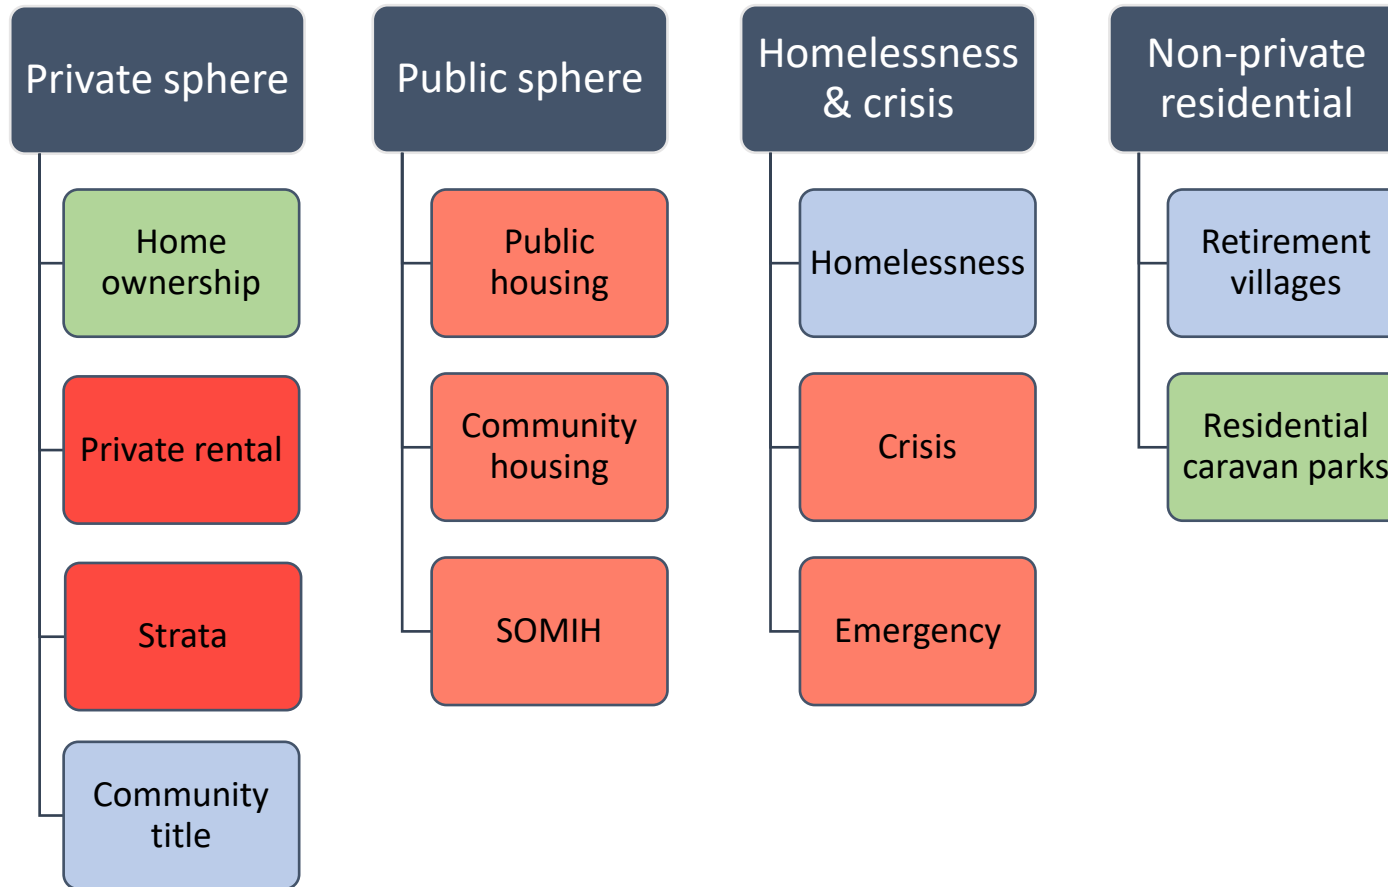 Private sphere
Home
ownership
Private rental
Strata
Community
title
Public sphere
Public
housing
Community
housing
SOMIH
Homelessness
& crisis
Homelessness
Crisis
Emergency
Non-private
residential
Retirement
villages
Residential
caravan parks